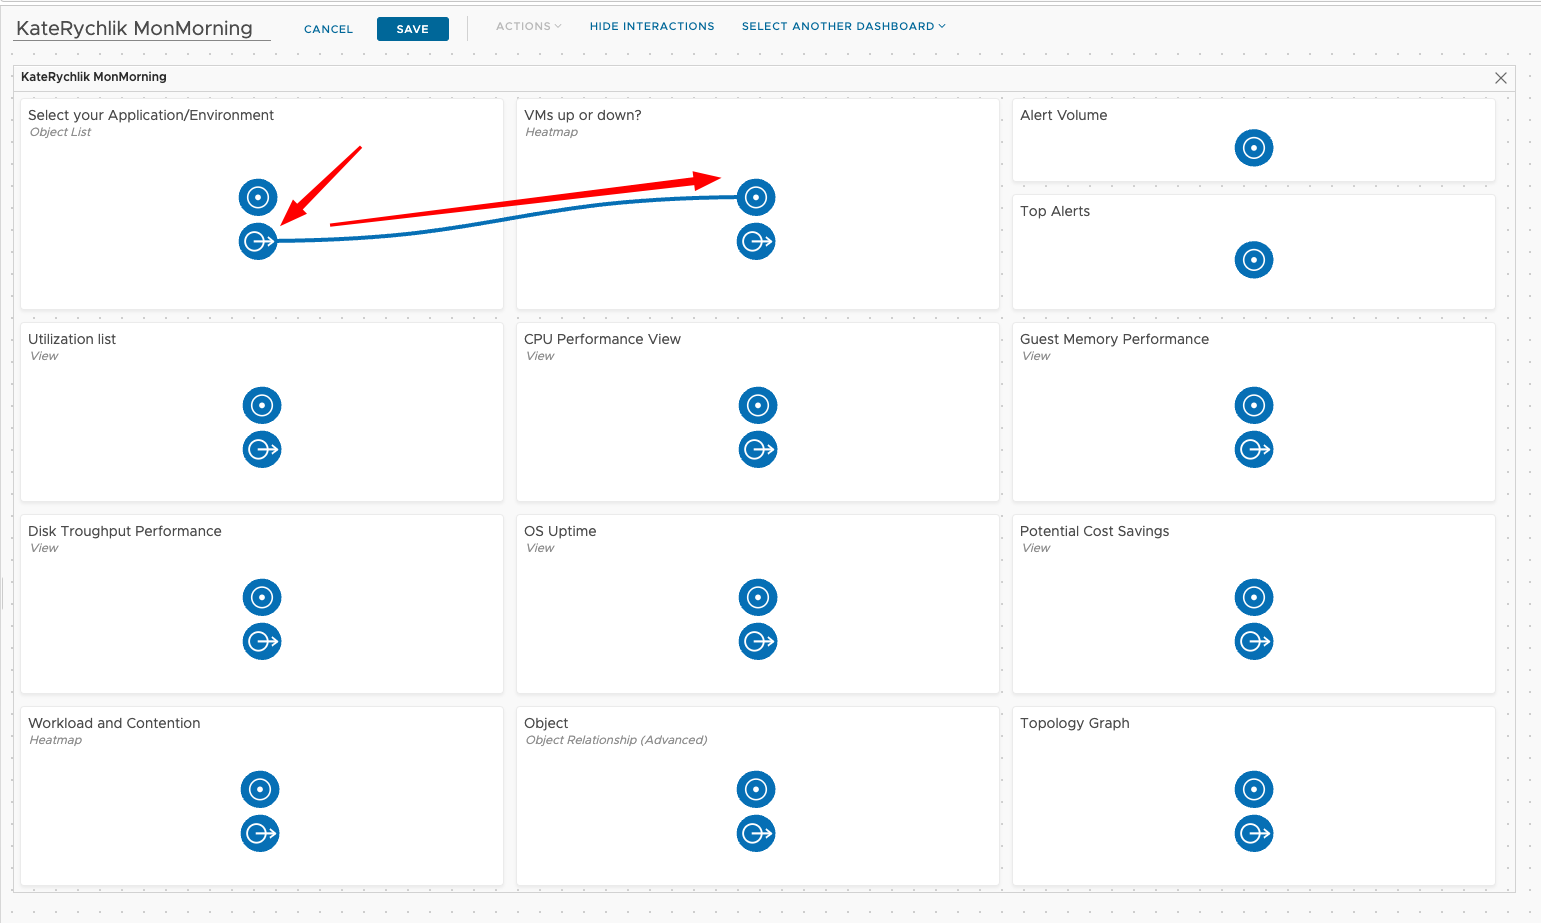 KateRychlik MonMorning
CANCEL
SAVE
ACTIONS
HIDE INTERACTIONS
SELECT ANOTHER DASHBOARD
KateRychlik MonMorning
Select your Application/Environment
Object List
VMs up or down?
Heatmap
Alert Volume
Top Alerts
Utilization list
View
CPU Performance View
View
Guest Memory Performance
View
Disk Troughput Performance
View
OS Uptime
View
Potential Cost Savings
View
Workload and Contention
Heatmap
Object
Object Relationship (Advanced)
Topology Graph